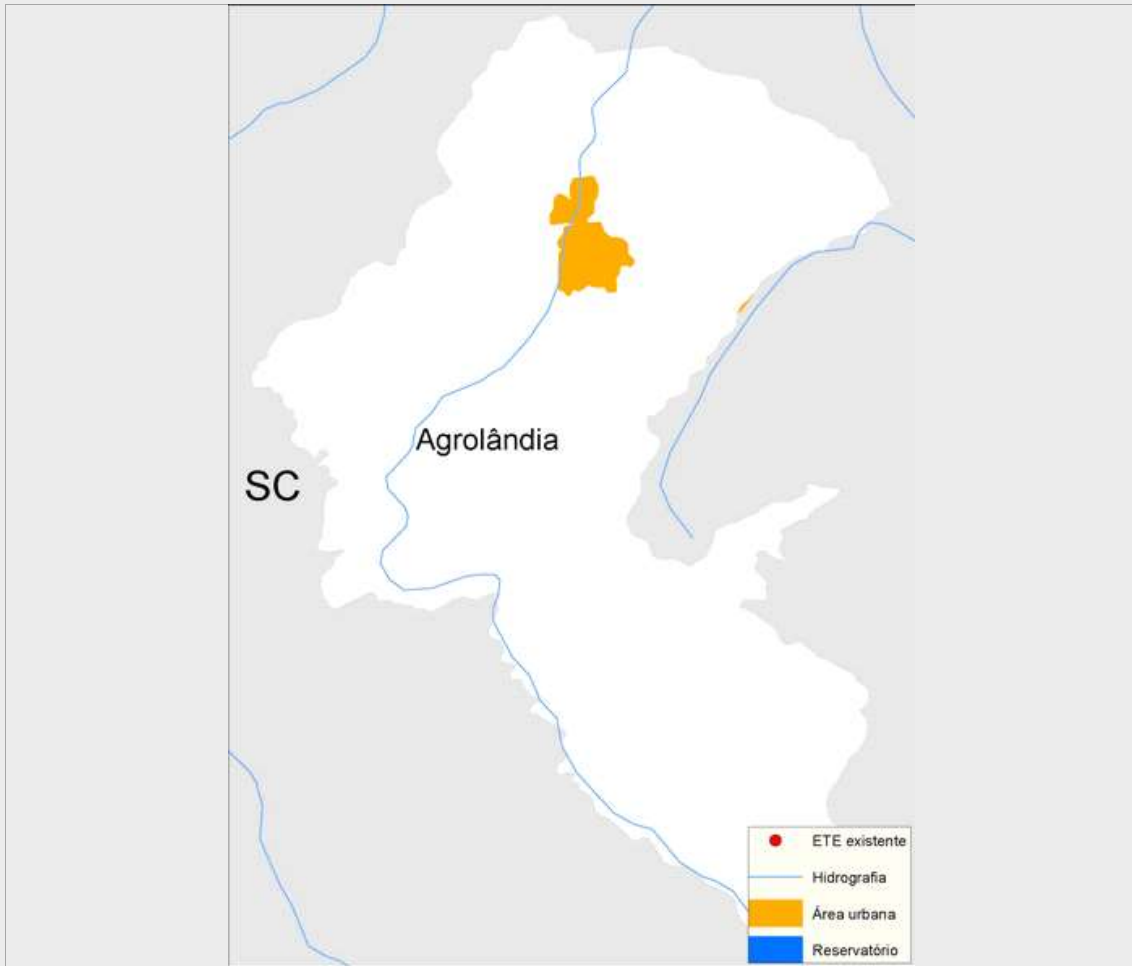 Agrolândia
SC
ETE existente
Hidrografia
Área urbana
Reservatório